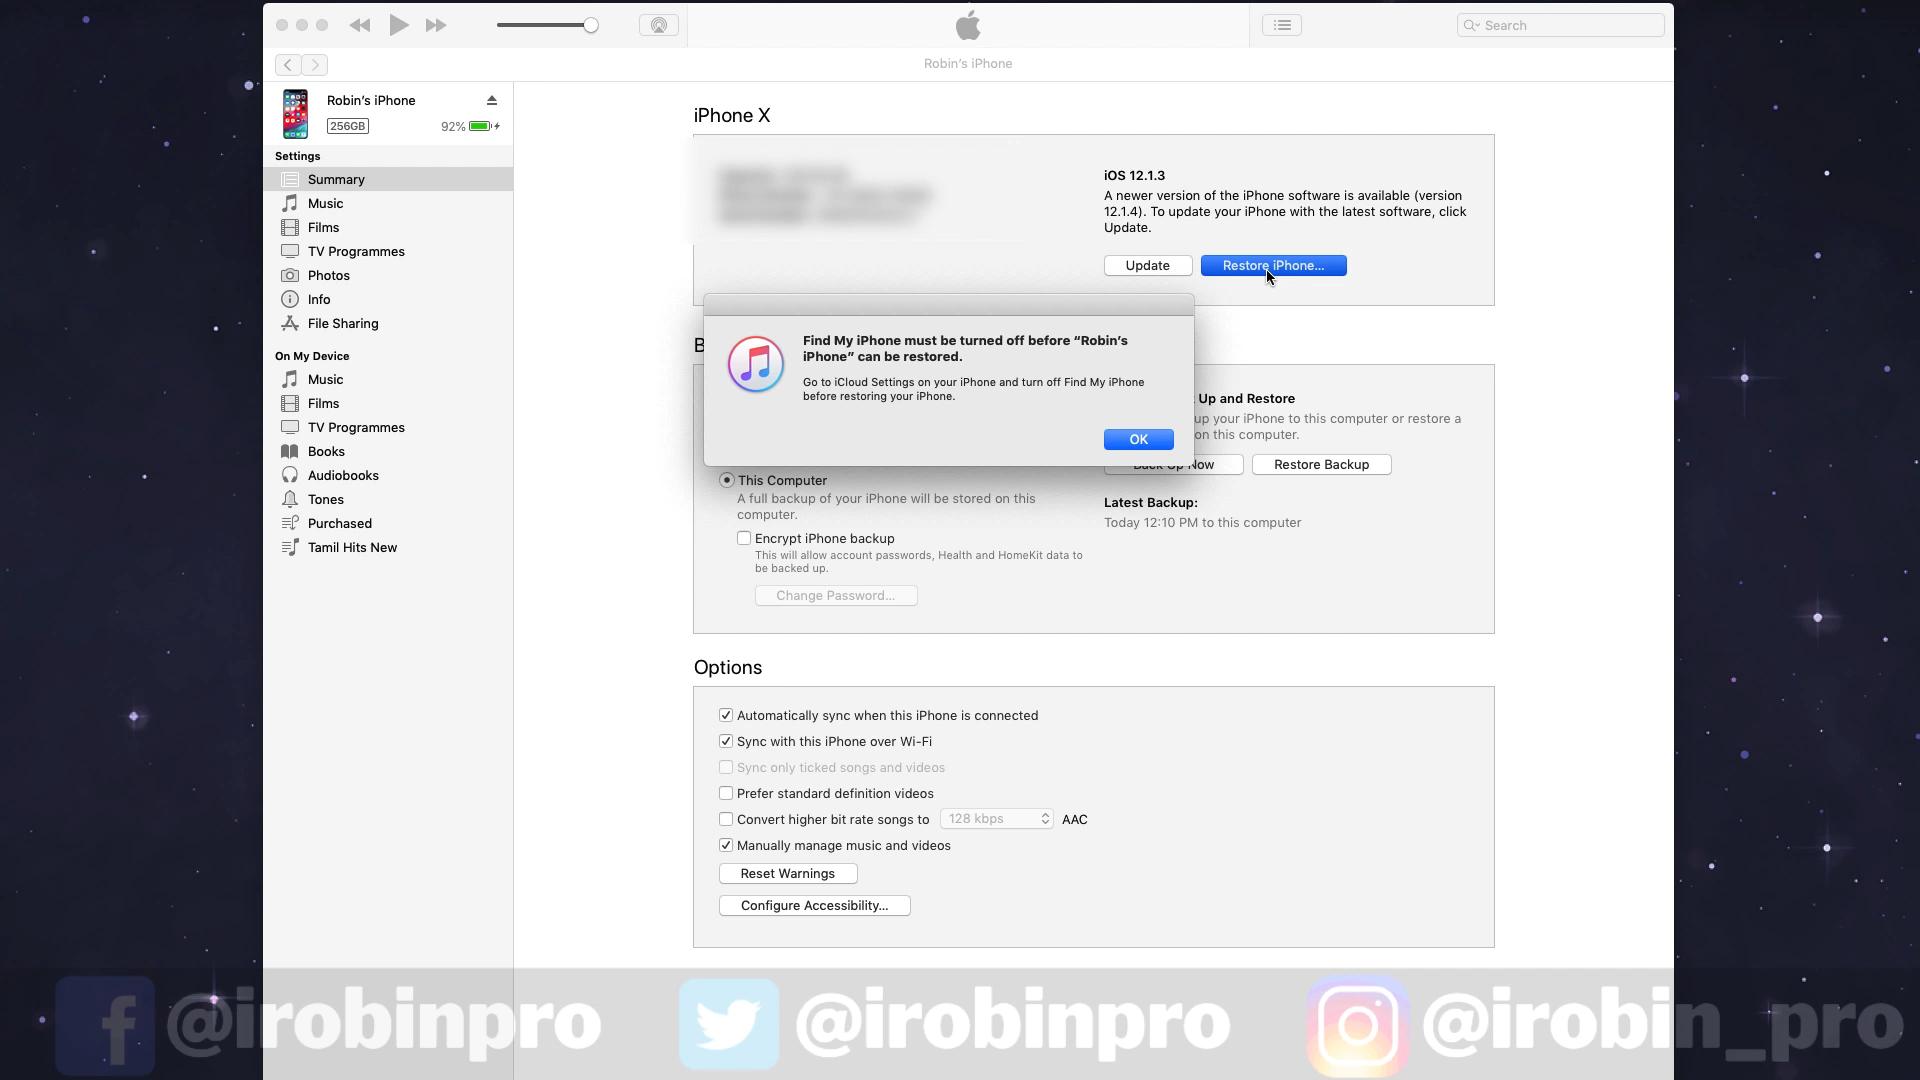 Search
Robin's iPhone
Robin's iPhone
256GB
92%
Settings
Summary
Music
Films
TV Programmes
Photos
Info
File Sharing
On My Device
Music
Films
TV Programmes
Books
Audiobooks
Tones
Purchased
Tamil Hits New
iPhone X
iOS 12.1.3
A newer version of the iPhone software is available (version
12.1.4). To update your iPhone with the latest software, click
Update.
Update
Restore iPhone...
B
Find My iPhone must be turned off before “Robin's
iPhone” can be restored.
Go to iCloud Settings on your iPhone and turn off Find My iPhone
before restoring your iPhone.
OK
Up and Restore
up your iPhone to this computer or restore a
on this computer.
Back Up Now
Restore Backup
This Computer
A full backup of your iPhone will be stored on this
computer.
Encrypt iPhone backup
This will allow account passwords, Health and HomeKit data to
be backed up.
Change Password...
Latest Backup:
Today 12:10 PM to this computer
Options
Automatically sync when this iPhone is connected
Sync with this iPhone over Wi-Fi
Sync only ticked songs and videos
Prefer standard definition videos
Convert higher bit rate songs to 128 kbps AAC
Manually manage music and videos
Reset Warnings
Configure Accessibility...
@irobinpro
@irobinpro
@irobin_pro